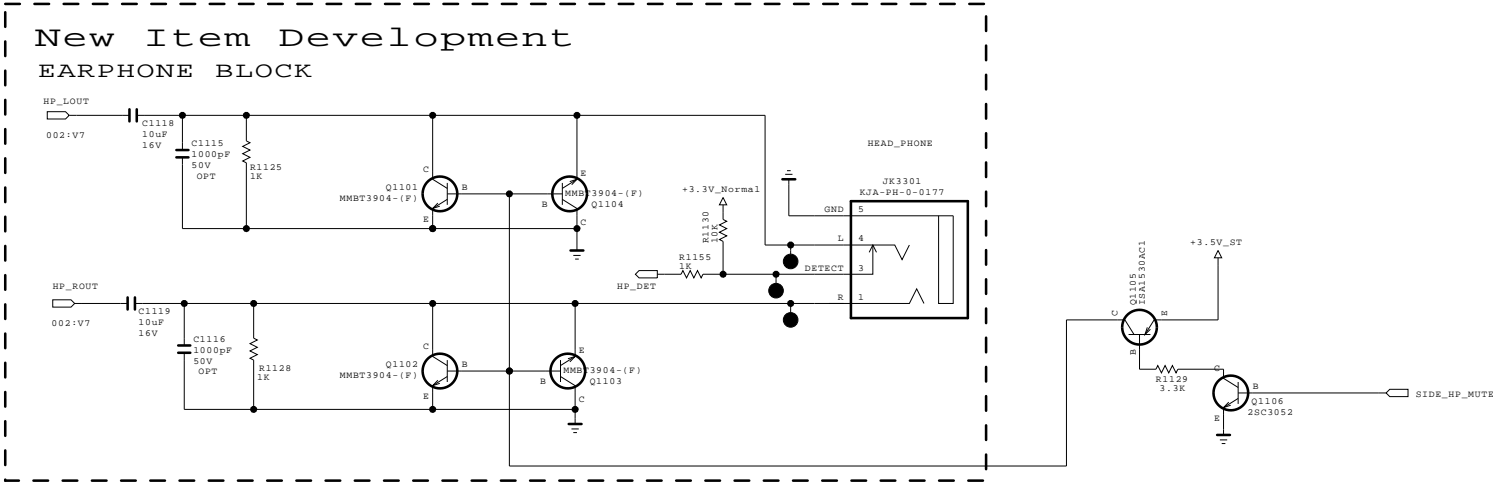 New Item Development
EARPHONE BLOCK
HP_LOUT
002:V7
C1118
10uF
16V
C1115
1000pF
50V
OPT
R1125
1K
C
Q1101
MMBT3904-(F)
B
E
E
MMBT3904-(F)
B
Q1104
C
+3.3V_Normal
R1130
10K
R1155
1K
HP_DET
HEAD_PHONE
JK3301
KJA-PH-0-0177
GND 5
L 4
DETECT 3
R 1
HP_ROUT
002:V7
C1119
10uF
16V
C1116
1000pF
50V
OPT
R1128
1K
C
Q1102
MMBT3904-(F)
B
E
E
MMBT3904-(F)
B
Q1103
C
Q1105
ISA1530AC1
+3.5V_ST
C
E
B
R1129
3.3K
C
B
Q1106
2SC3052
E
SIDE_HP_MUTE